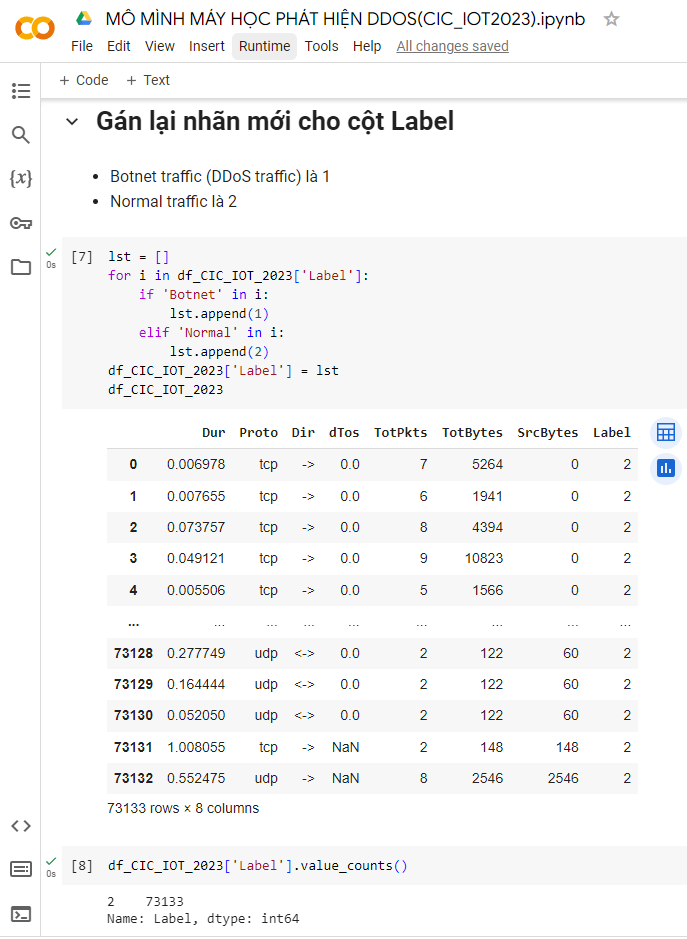 MÔ MÌNH MÁY HỌC PHÁT HIỆN DDOS(CIC_IOT2023).ipynb
File Edit View Insert Runtime Tools Help All changes saved
+ Code + Text
Gán lại nhãn mới cho cột Label
• Botnet traffic (DDoS traffic) là 1
• Normal traffic là 2
[7] lst = []
0s for i in df_CIC_IOT_2023['Label']:
if 'Botnet' in i:
lst.append(1)
elif 'Normal' in i:
lst.append(2)
df_CIC_IOT_2023['Label'] = lst
df_CIC_IOT_2023
Dur Proto Dir dTos TotPkts TotBytes SrcBytes Label
0 0.006978 tcp -> 0.0 7 5264 0 2
1 0.007655 tcp -> 0.0 6 1941 0 2
2 0.073757 tcp -> 0.0 8 4394 0 2
3 0.049121 tcp -> 0.0 9 10823 0 2
4 0.005506 tcp -> 0.0 5 1566 0 2
... ... ... ... ... ... ... ... ...
73128 0.277749 udp <-> 0.0 2 122 60 2
73129 0.164444 udp <-> 0.0 2 122 60 2
73130 0.052050 udp <-> 0.0 2 122 60 2
73131 1.008055 tcp -> NaN 2 148 148 2
73132 0.552475 udp -> NaN 8 2546 2546 2
73133 rows × 8 columns
[8] df_CIC_IOT_2023['Label'].value_counts()
0s
2 73133
Name: Label, dtype: int64